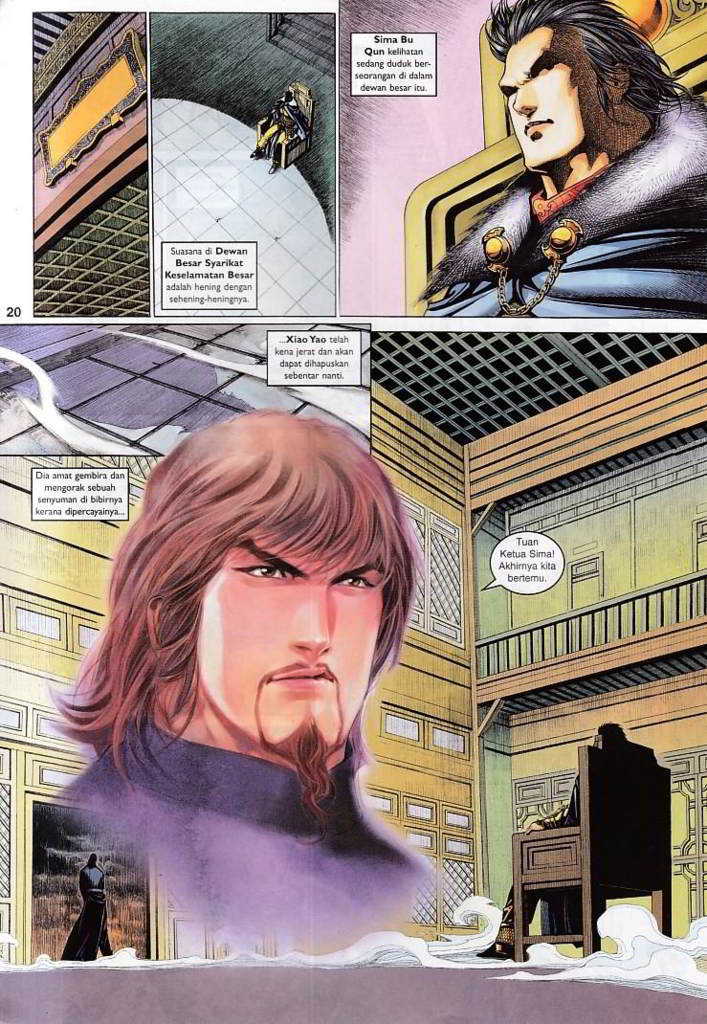 Sima Bu
Qun kelihatan
sedang duduk ber-
seorangan di dalam
dewan besar itu.
Suasana di Dewan
Besar Syarikat
Keselamatan Besar
adalah hening dengan
sehening-heningnya.
20
...Xiao Yao telah
kena jerat dan akan
dapat dihapuskan
sebentar nanti.
Dia amat gembira dan
mengorak sebuah
senyuman di bibirnya
kerana dipercayainya...
Tuan
Ketua Sima!
Akhirnya kita
bertemu.